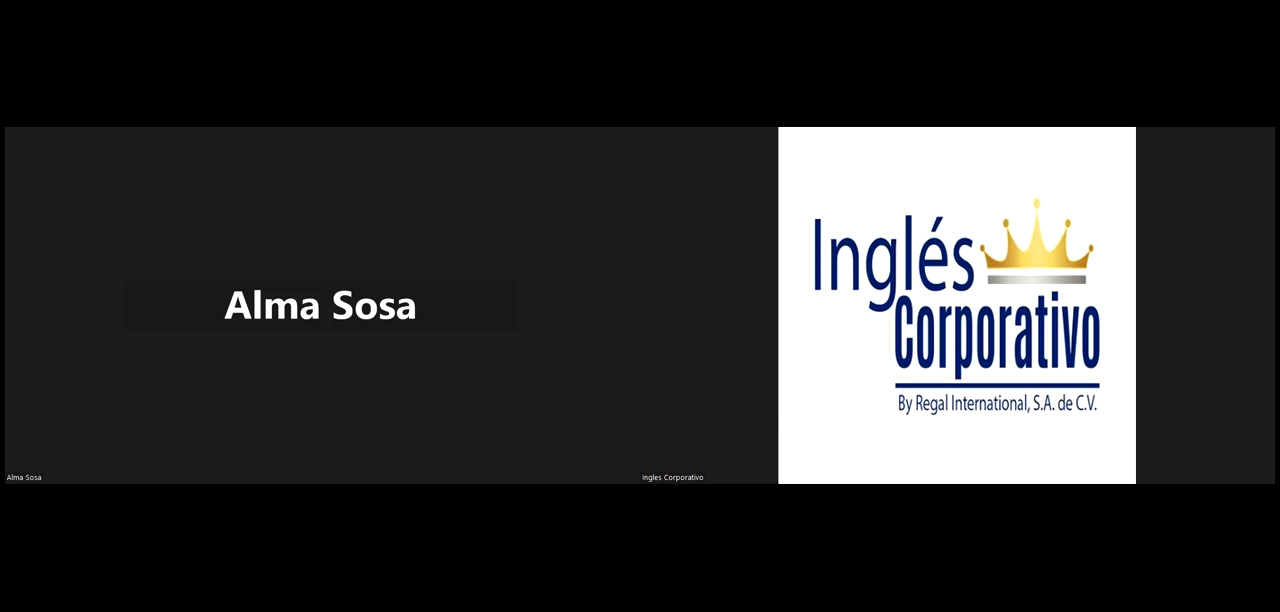 Alma Sosa
Alma Sosa
Inglés
Corporativo
By Regal International, S.A. de C.V.
Ingles Corporativo